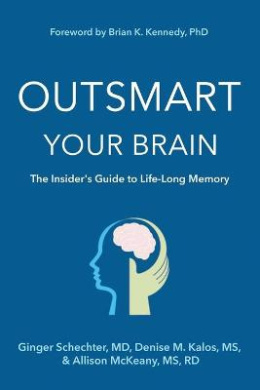 Foreword by Brian K. Kennedy, PhD
OUTSMART
YOUR BRAIN
The Insider's Guide to Life-Long Memory
Ginger Schechter, MD, Denise M. Kalos, MS,
& Allison McKeany, MS, RD